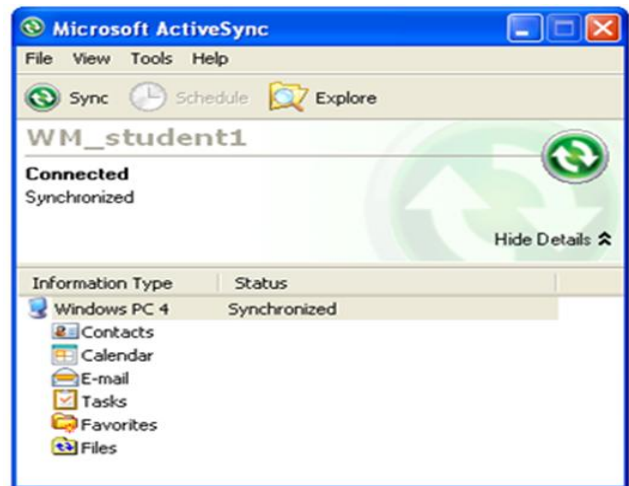 Microsoft ActiveSync
File View Tools Help
Sync Schedule Explore
WM_student1
Connected
Synchronized
Hide Details
Information Type Status
Windows PC 4 Synchronized
Contacts
Calendar
E-mail
Tasks
Favorites
Files